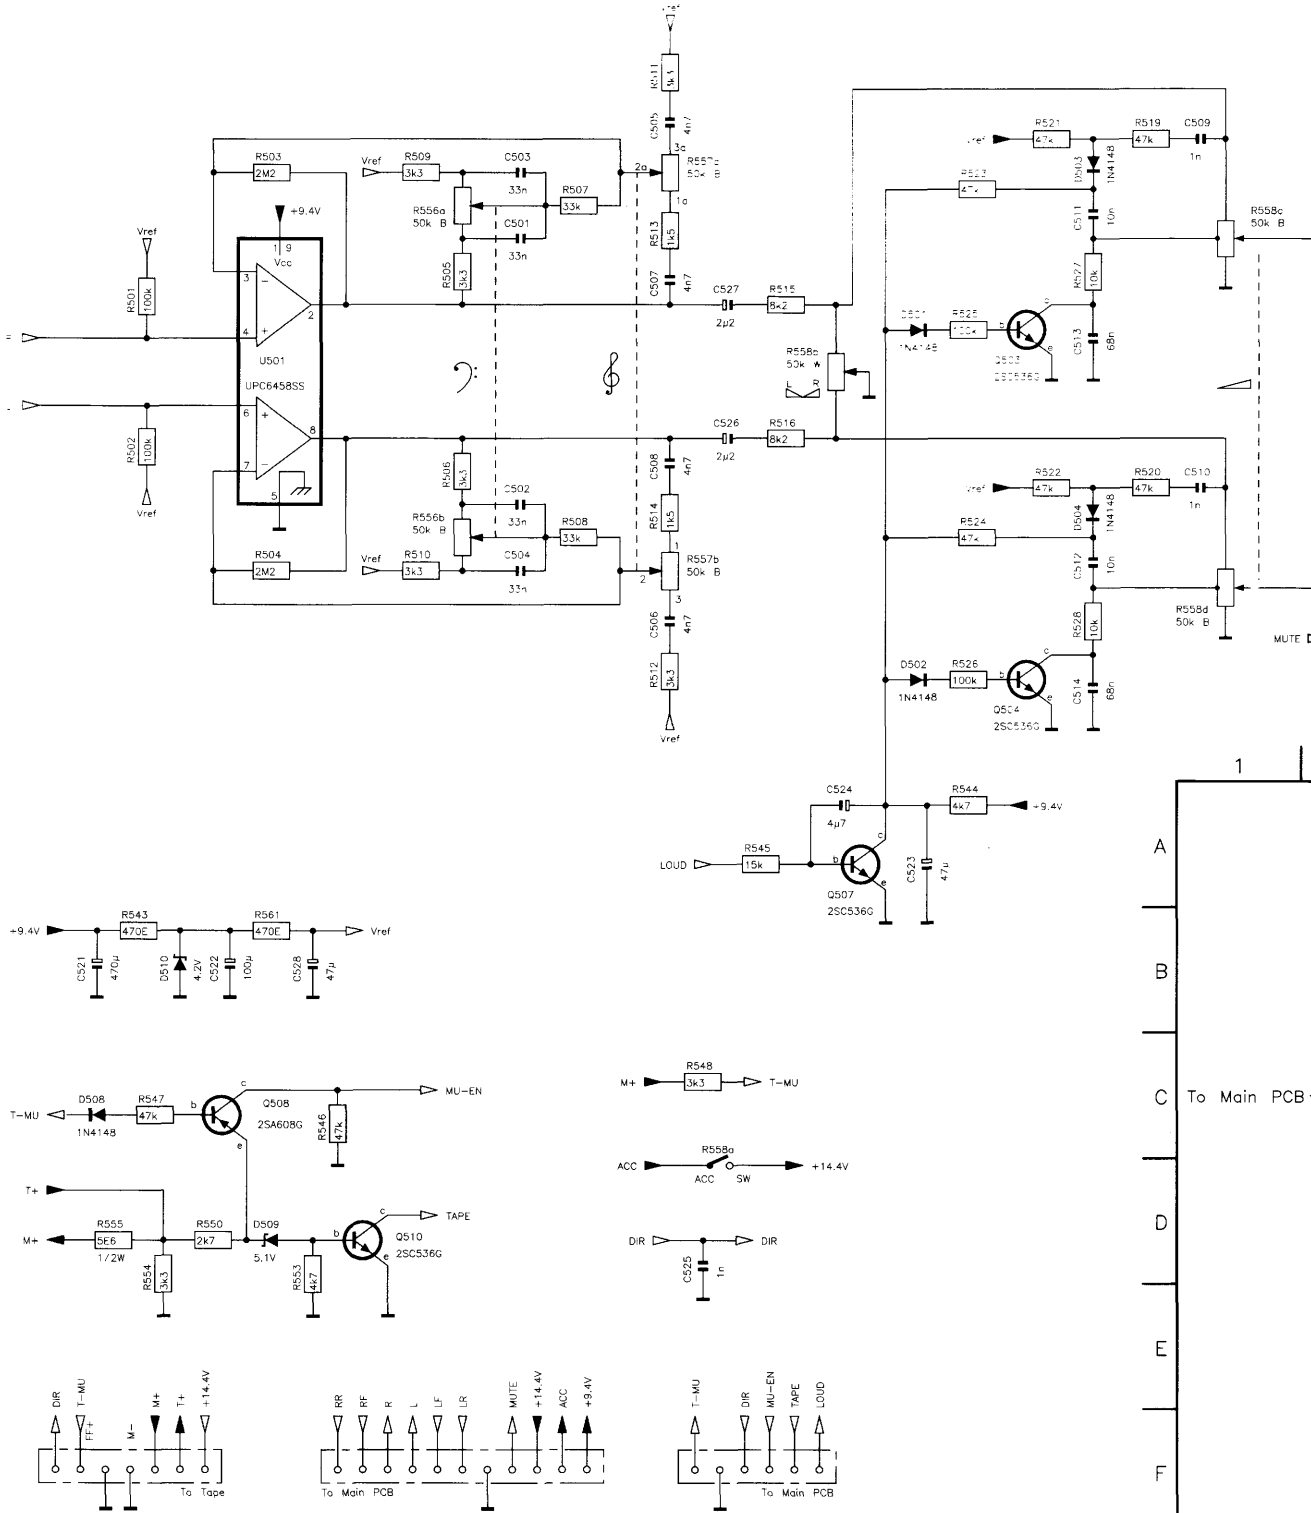 Vref
R511
3k3
C505
4n7
3a
2a
50k B
1a
R513
1k5
C507
4n7
R503
2M2
Vref
R509
3k3
C503
33n
R507
33k
R556a
50k B
C501
33n
R505
3k3
+9.4V
1 9
Vcc
Vref
R501
100k
3
−
2
4
+
U501
UPC6458SS
6
+
8
7
−
5
R502
100k
Vref
R504
2M2
R506
3k3
C502
33n
R556b
50k B
R508
33k
Vref
R510
3k3
C504
33n
C508
4n7
R514
1k5
1
2
R557b
50k B
3
C506
4n7
R512
3k3
Vref
C527
2µ2
R515
8k2
R558b
50k W
L R
C526
2µ2
R516
8k2
R521
47k
R519
47k
C509
1n
D503
1N4148
R523
47k
C511
10n
R558c
50k B
R527
10k
D501
1N4148
R525
100k
b
c
e
Q503
2SC536G
C513
68n
Vref
R522
47k
R520
47k
C510
1n
D504
1N4148
R524
47k
C512
10n
R558d
50k B
R528
10k
MUTE
D502
1N4148
R526
100k
b
c
e
Q504
2SC536G
C514
68n
C524
4µ7
R544
4k7
+9.4V
LOUD
R545
15k
b
c
e
Q507
2SC536G
C523
47µ
1
A
B
C
D
E
F
To Main PCB
+9.4V
R543
470E
R561
470E
Vref
C521
470µ
D510
4.2V
C522
100µ
C528
47µ
T-MU
D508
1N4148
R547
47k
b
c
e
Q508
2SA608G
MU-EN
R546
47k
T+
M+
R555
5E6
1/2W
R554
3k3
R550
2k7
D509
5.1V
R553
4k7
b
c
e
Q510
2SC536G
TAPE
M+
R548
3k3
T-MU
ACC
R558a
ACC SW
+14.4V
DIR
DIR
C525
1n
DIR
T-MU
FF+
M-
M+
T+
+14.4V
To Tape
RR
RF
R
L
LF
LR
MUTE
+14.4V
ACC
+9.4V
To Main PCB
T-MU
DIR
MU-EN
TAPE
LOUD
To Main PCB